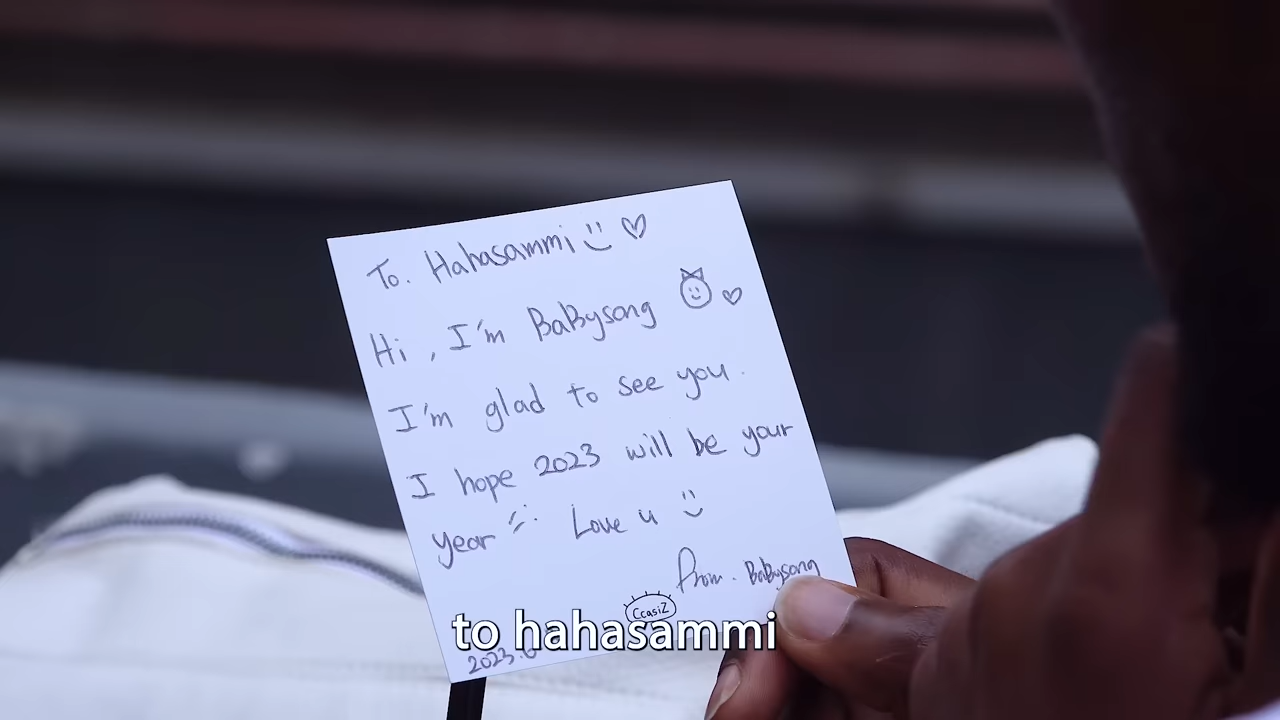 To. Hahasammi
Hi, I'm BaBysong
I'm glad to see you.
I hope 2023 will be your
year Love u
From. BaBysong
CcasiZ
to hahasammi
2023.